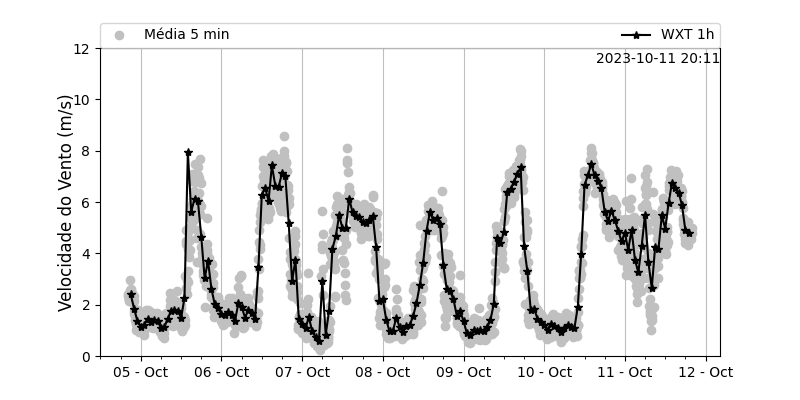 Média 5 min
WXT 1h
2023-10-11 20:11
Velocidade do Vento (m/s)
12
10
8
6
4
2
0
05 - Oct
06 - Oct
07 - Oct
08 - Oct
09 - Oct
10 - Oct
11 - Oct
12 - Oct